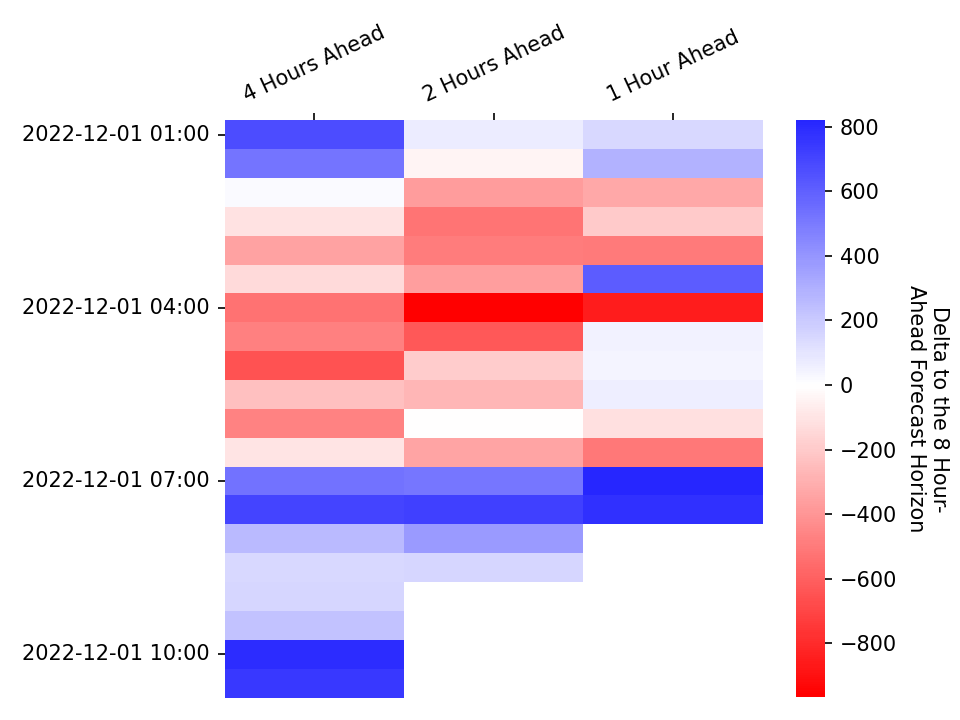 4 Hours Ahead
2 Hours Ahead
1 Hour Ahead
2022-12-01 01:00
2022-12-01 04:00
2022-12-01 07:00
2022-12-01 10:00
800
600
400
200
0
−200
−400
−600
−800
Delta to the 8 Hour-
Ahead Forecast Horizon